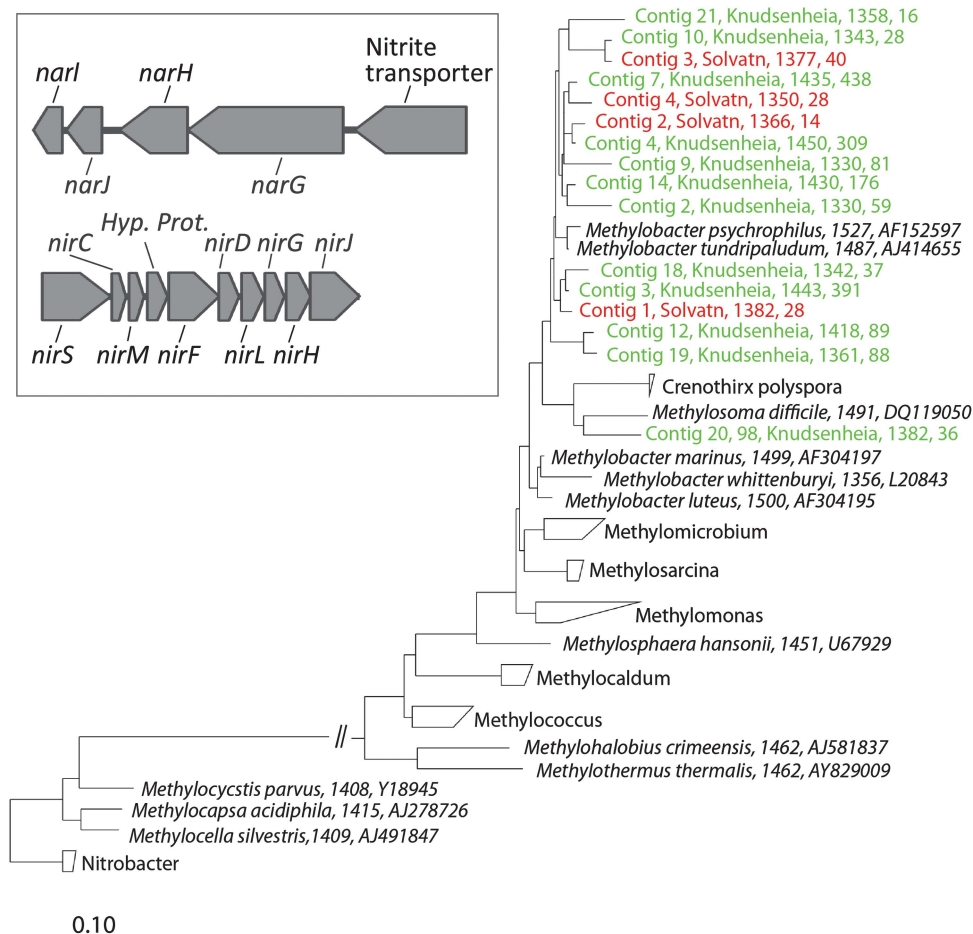 narI
narH
Nitrite
transporter
narJ
narG
Hyp. Prot.
nirC
nirD
nirG
nirJ
nirS
nirM
nirF
nirL
nirH
Contig 21, Knudsenheia, 1358, 16
Contig 10, Knudsenheia, 1343, 28
Contig 3, Solvatn, 1377, 40
Contig 7, Knudsenheia, 1435, 438
Contig 4, Solvatn, 1350, 28
Contig 2, Solvatn, 1366, 14
Contig 4, Knudsenheia, 1450, 309
Contig 9, Knudsenheia, 1330, 81
Contig 14, Knudsenheia, 1430, 176
Contig 2, Knudsenheia, 1330, 59
Methylobacter psychrophilus, 1527, AF152597
Methylobacter tundripaludum, 1487, AJ414655
Contig 18, Knudsenheia, 1342, 37
Contig 3, Knudsenheia, 1443, 391
Contig 1, Solvatn, 1382, 28
Contig 12, Knudsenheia, 1418, 89
Contig 19, Knudsenheia, 1361, 88
Crenothirx polyspora
Methylosoma difficile, 1491, DQ119050
Contig 20, 98, Knudsenheia, 1382, 36
Methylobacter marinus, 1499, AF304197
Methylobacter whittenburyi, 1356, L20843
Methylobacter luteus, 1500, AF304195
Methylomicrobium
Methylosarcina
Methylomonas
Methylosphaera hansonii, 1451, U67929
Methylocaldum
Methylococcus
Methylohalobius crimeensis, 1462, AJ581837
Methylothermus thermalis, 1462, AY829009
Methylocycstis parvus, 1408, Y18945
Methylocapsa acidiphila, 1415, AJ278726
Methylocella silvestris,1409, AJ491847
Nitrobacter
0.10